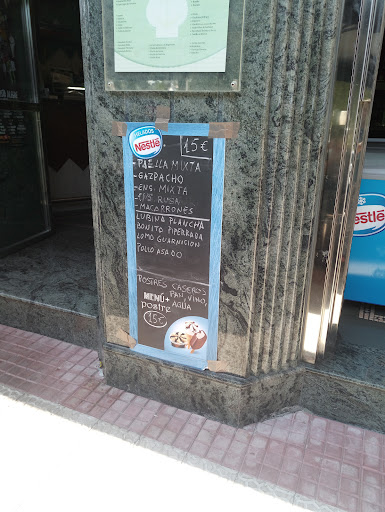 HELADOS
Nestlé
15€
-PAELLA MIXTA
-GAZPACHO
-ENS. MIXTA
-ENS RUSA
-MACARRONES
LUBINA PLANCHA
BONITO PIPERRADA
LOMO GUARNICION
POLLO ASADO
POSTRES CASEROS
PAN, VINO,
AGUA
MENÚ+
postre
15€
Nestlé